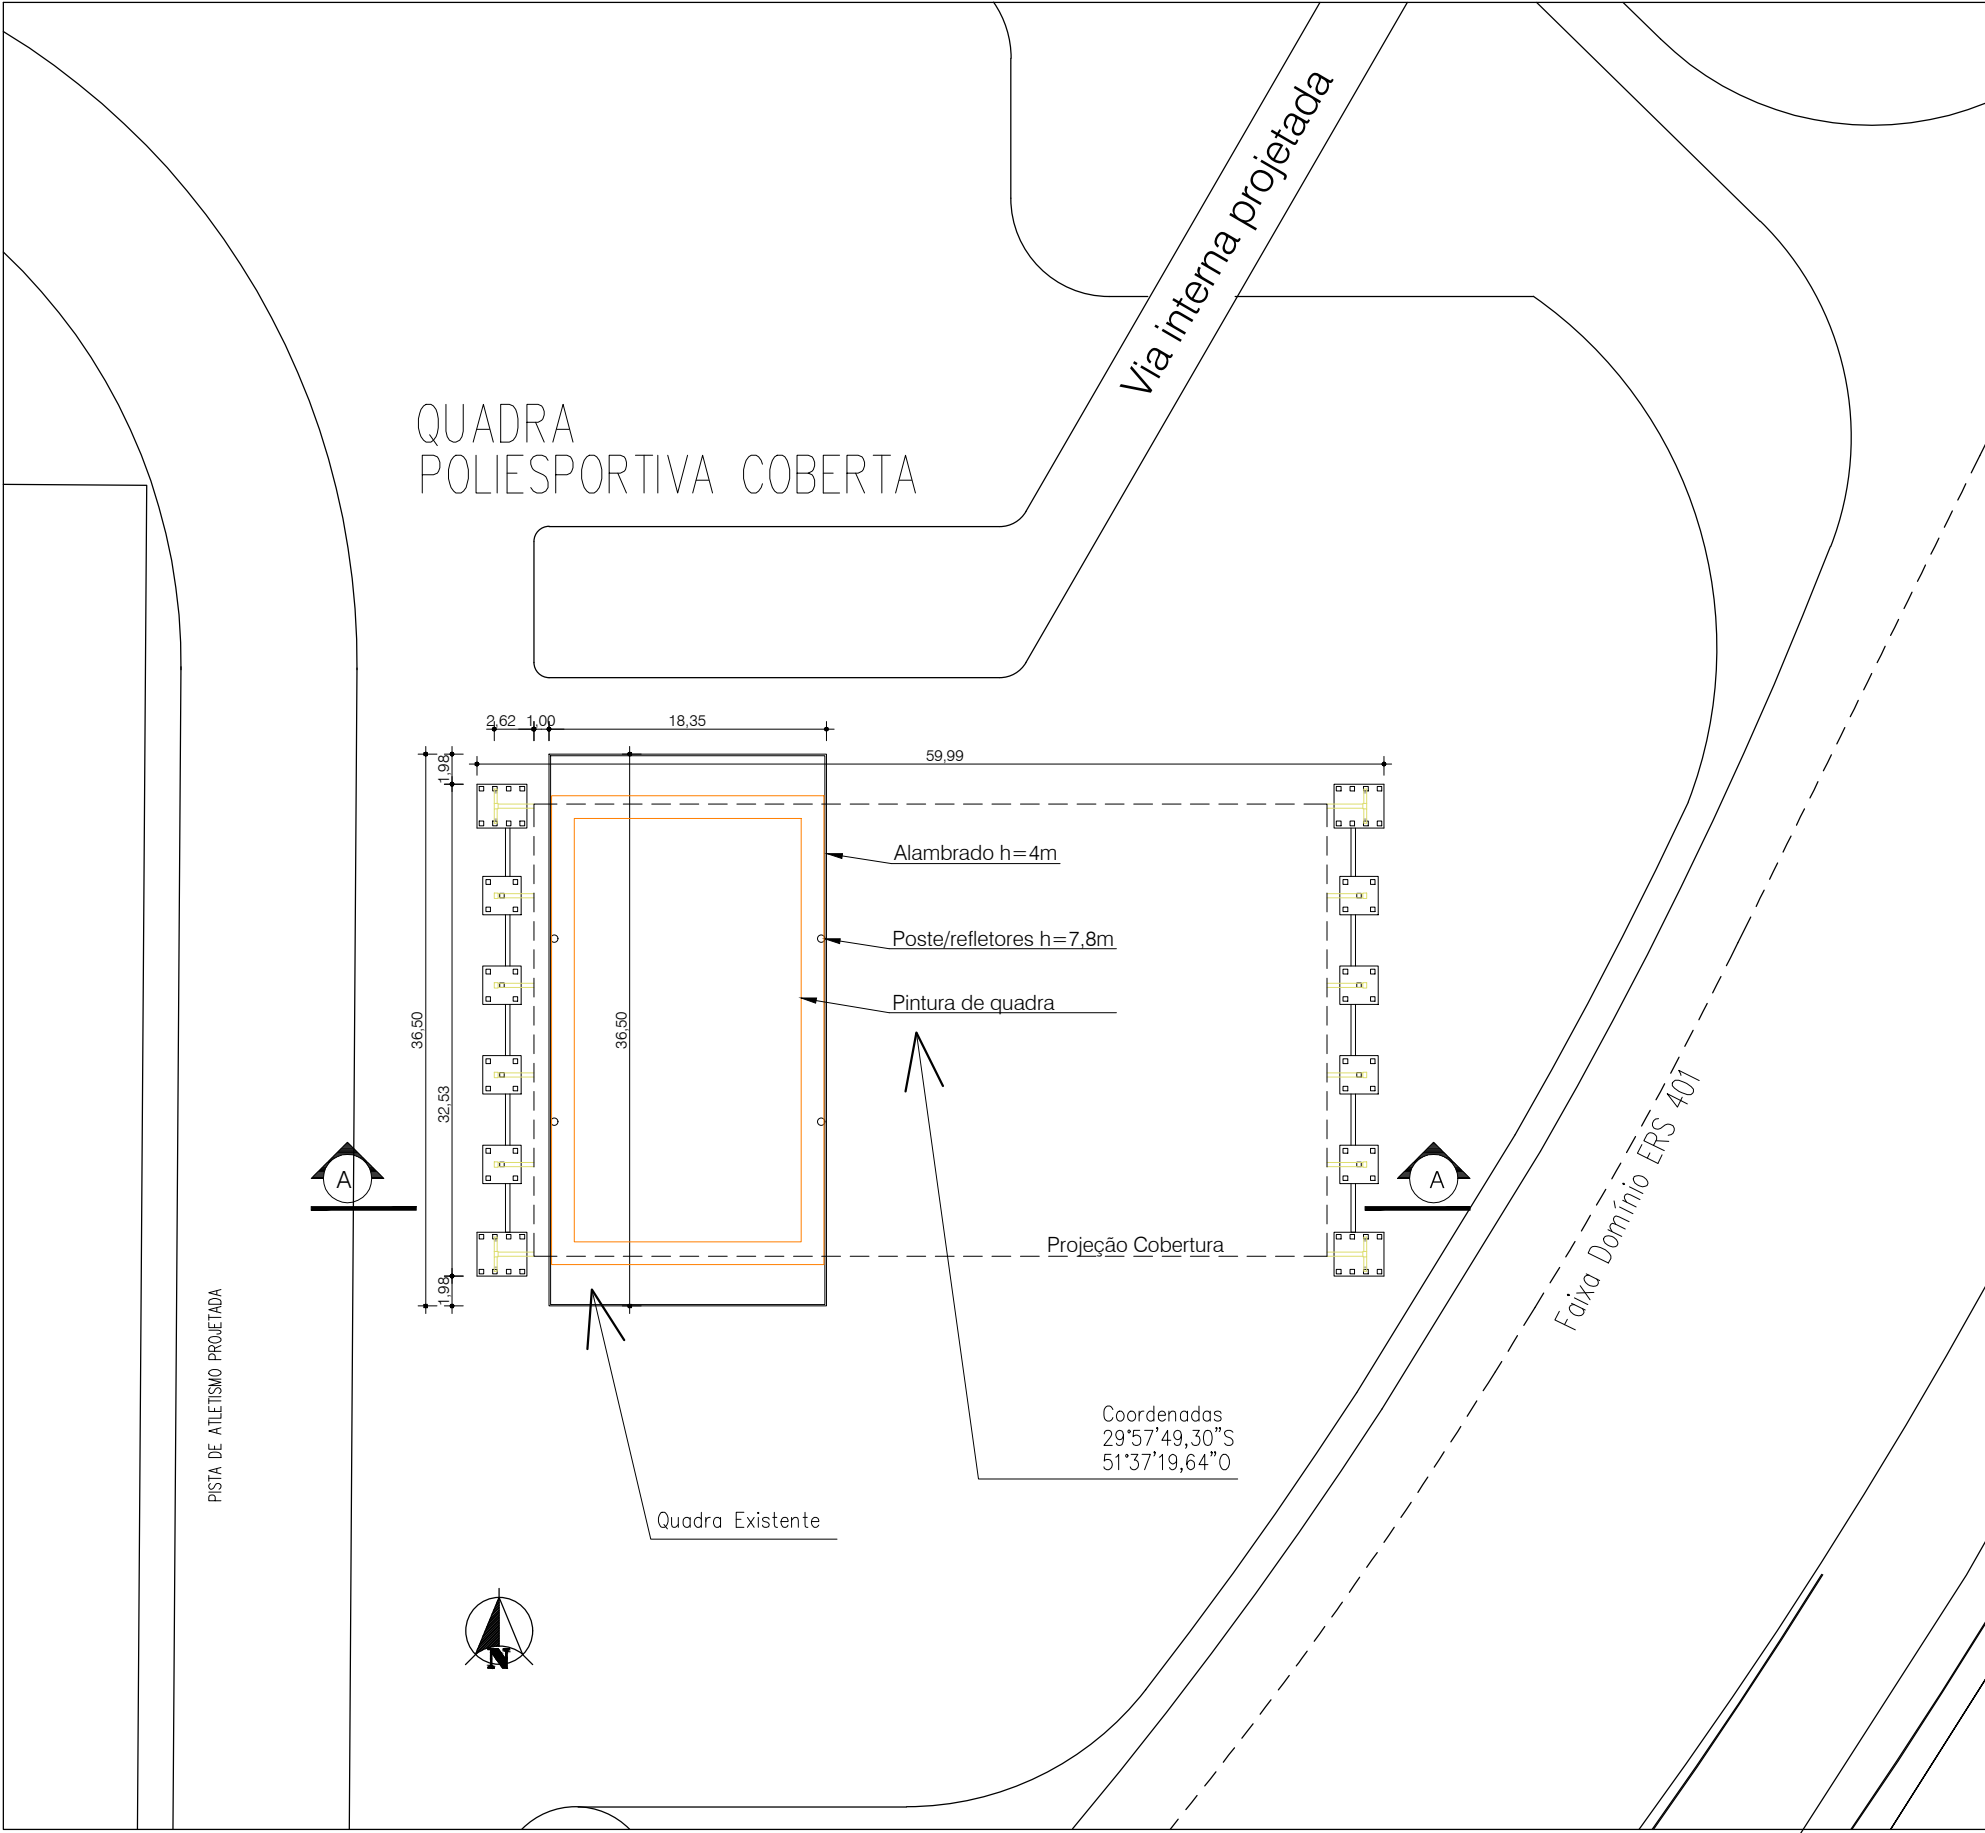 Via interna projetada
QUADRA
POLIESPORTIVA COBERTA
2,62
1,00
18,35
59,99
1,98
Alambrado h=4m
Poste/refletores h=7,8m
Pintura de quadra
36,50
36,50
32,53
A
A
Projeção Cobertura
1,98
Faixa Domínio ERS 401
PISTA DE ATLETISMO PROJETADA
Coordenadas
29°57'49,30"S
51°37'19,64"O
Quadra Existente
N